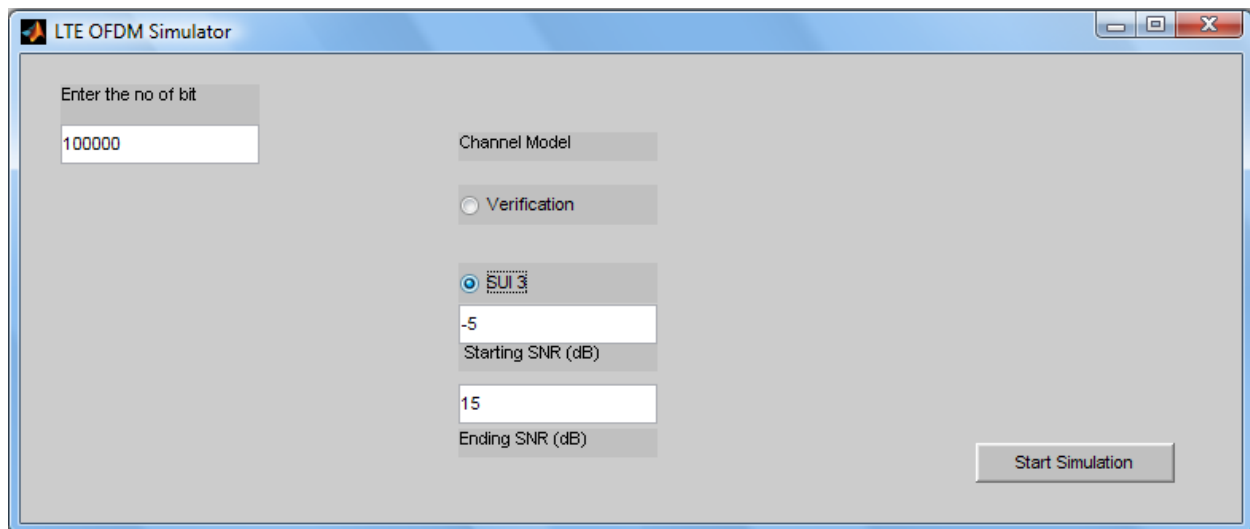 LTE OFDM Simulator
Enter the no of bit
100000
Channel Model
Verification
SUI 3
-5
Starting SNR (dB)
15
Ending SNR (dB)
Start Simulation